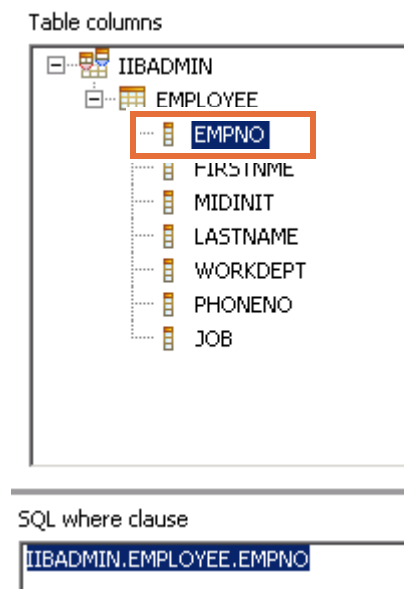 Table columns
IIBADMIN
EMPLOYEE
EMPNO
FIRSTNME
MIDINIT
LASTNAME
WORKDEPT
PHONENO
JOB
SQL where clause
IIBADMIN.EMPLOYEE.EMPNO